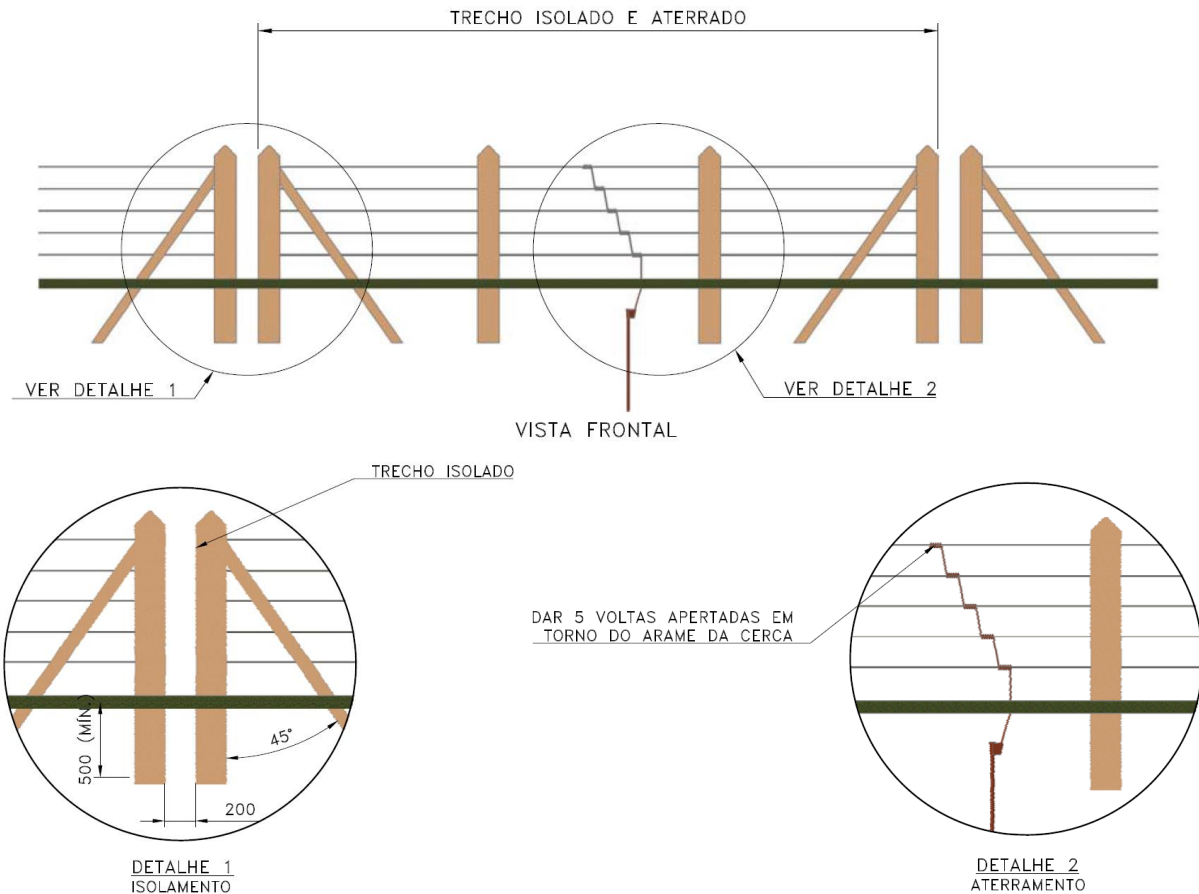 TRECHO ISOLADO E ATERRADO
VER DETALHE 1
VER DETALHE 2
VISTA FRONTAL
TRECHO ISOLADO
DAR 5 VOLTAS APERTADAS EM
TORNO DO ARAME DA CERCA
500 (MÍN.)
45°
200
DETALHE 1
ISOLAMENTO
DETALHE 2
ATERRAMENTO